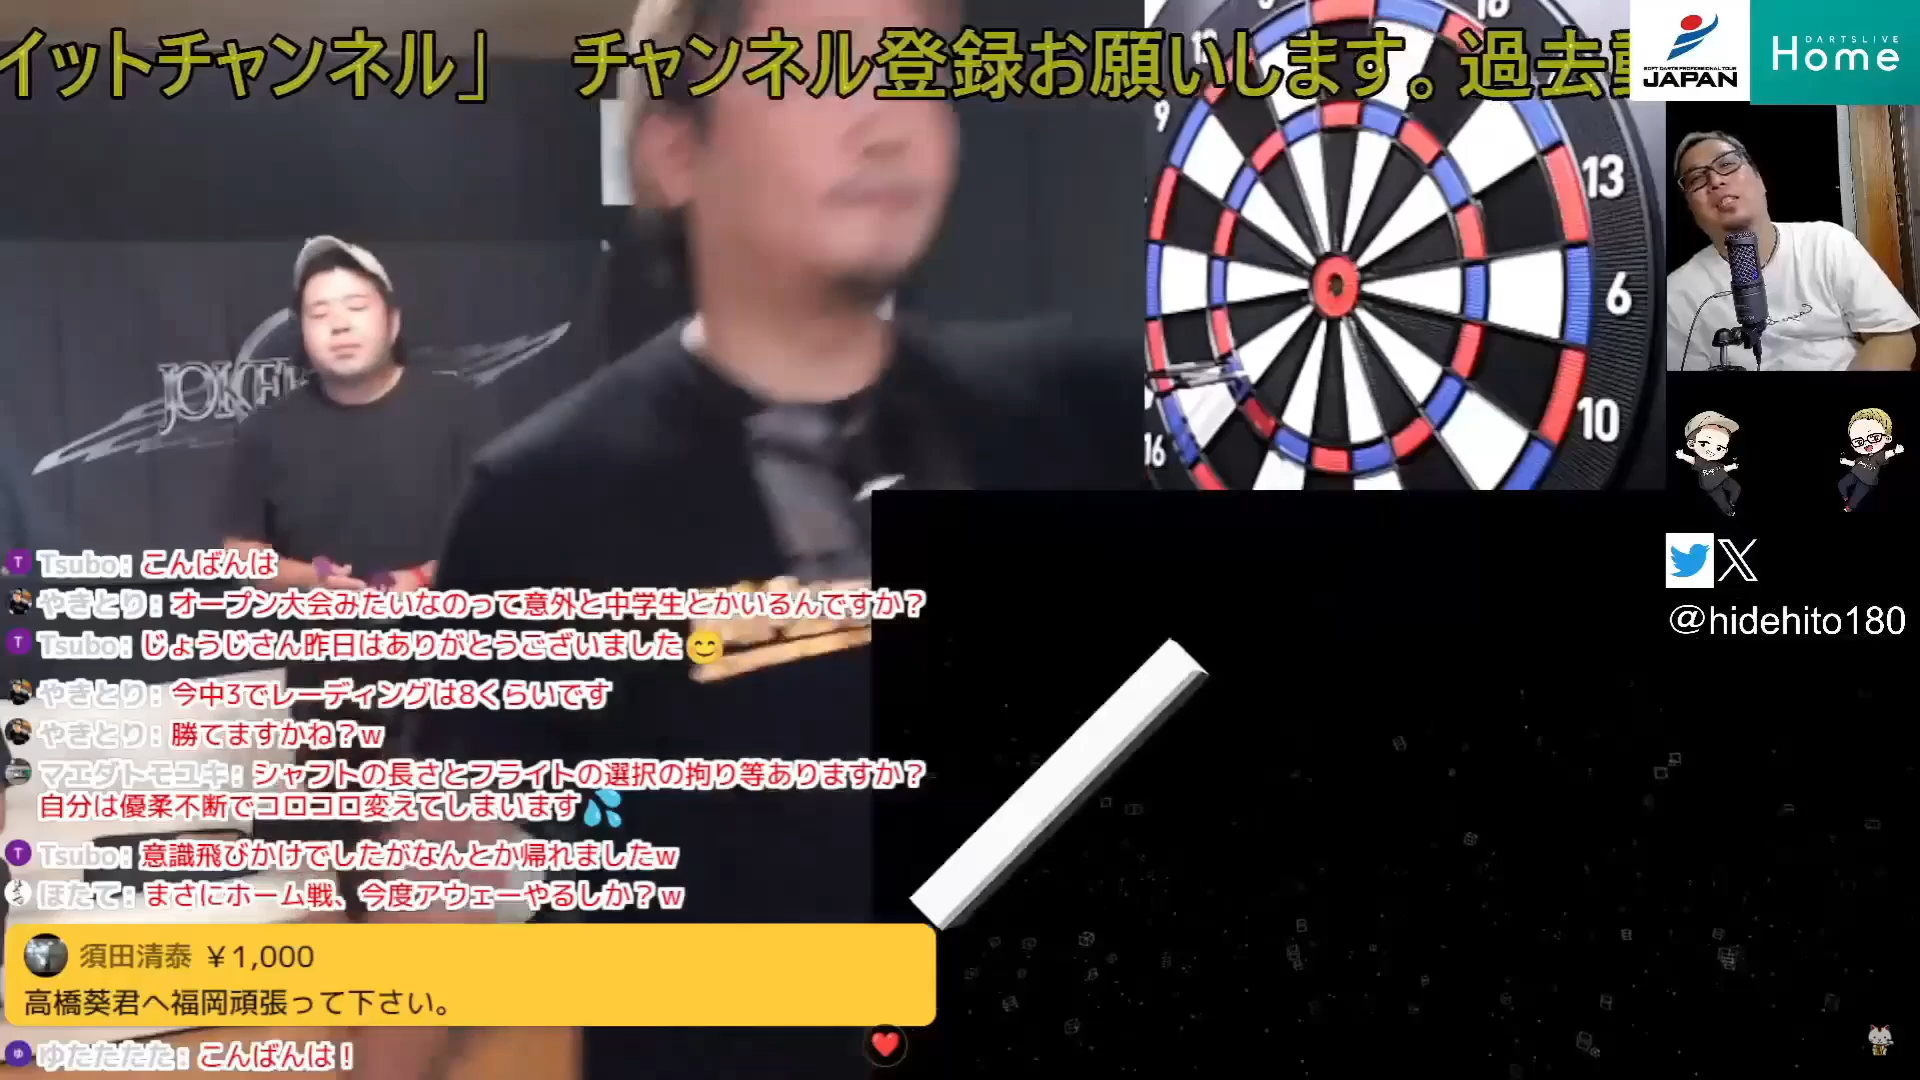 イットチャンネル」　チャンネル登録お願いします。過去
SOFT DARTS PROFESSIONAL TOUR
JAPAN
DARTSLIVE
Home
9
13
6
10
16
16
JOKE
@hidehito180
Tsubo: こんばんは
やきとり: オープン大会みたいなのって意外と中学生とかいるんですか？
Tsubo: じょうじさん昨日はありがとうございました😊
やきとり: 今中3でレーディングは8くらいです
やきとり: 勝てますかね？w
マエダトモユキ: シャフトの長さとフライトの選択の拘り等ありますか？
自分は優柔不断でコロコロ変えてしまいます💦
Tsubo: 意識飛びかけでしたがなんとか帰れましたw
ほたて: まさにホーム戦、今度アウェーやるしか？w
須田清泰 ￥1,000
高橋葵君へ福岡頑張って下さい。
ゆたたたた: こんばんは！